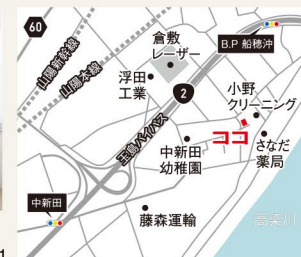 60
山陽新幹線
山陽本線
倉敷
レーザー
B.P 船穂沖
浮田
工業
2
小野
クリーニング
玉島バイパス
ココ
中新田
幼稚園
さなだ
薬局
中新田
藤森運輸
高梁川